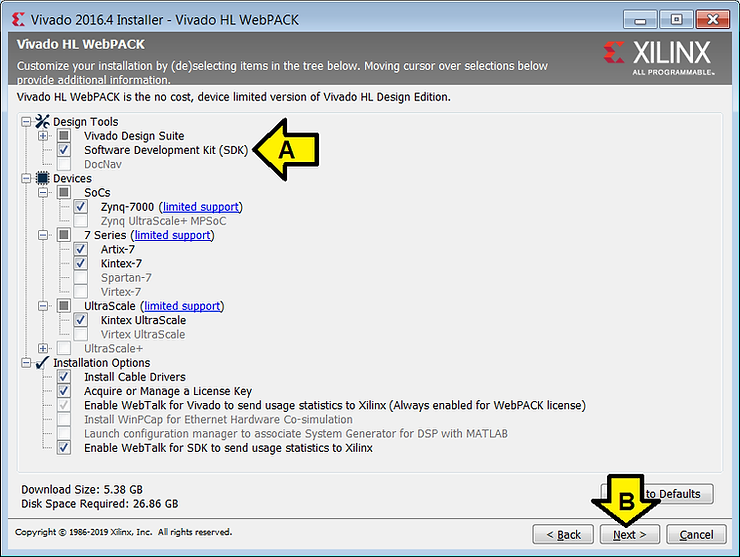 Vivado 2016.4 Installer - Vivado HL WebPACK
Vivado HL WebPACK
Customize your installation by (de)selecting items in the tree below. Moving cursor over selections below
provide additional information.
XILINX
ALL PROGRAMMABLE.
Vivado HL WebPACK is the no cost, device limited version of Vivado HL Design Edition.
Design Tools
Vivado Design Suite
Software Development Kit (SDK)
A
DocNav
Devices
SoCs
Zynq-7000 (limited support)
Zynq UltraScale+ MPSoC
7 Series (limited support)
Artix-7
Kintex-7
Spartan-7
Virtex-7
UltraScale (limited support)
Kintex UltraScale
Virtex UltraScale
UltraScale+
Installation Options
Install Cable Drivers
Acquire or Manage a License Key
Enable WebTalk for Vivado to send usage statistics to Xilinx (Always enabled for WebPACK license)
Install WinPCap for Ethernet Hardware Co-simulation
Launch configuration manager to associate System Generator for DSP with MATLAB
Enable WebTalk for SDK to send usage statistics to Xilinx
Download Size: 5.38 GB
Disk Space Required: 26.86 GB
to Defaults
B
Copyright © 1986-2019 Xilinx, Inc. All rights reserved.
< Back Next > Cancel